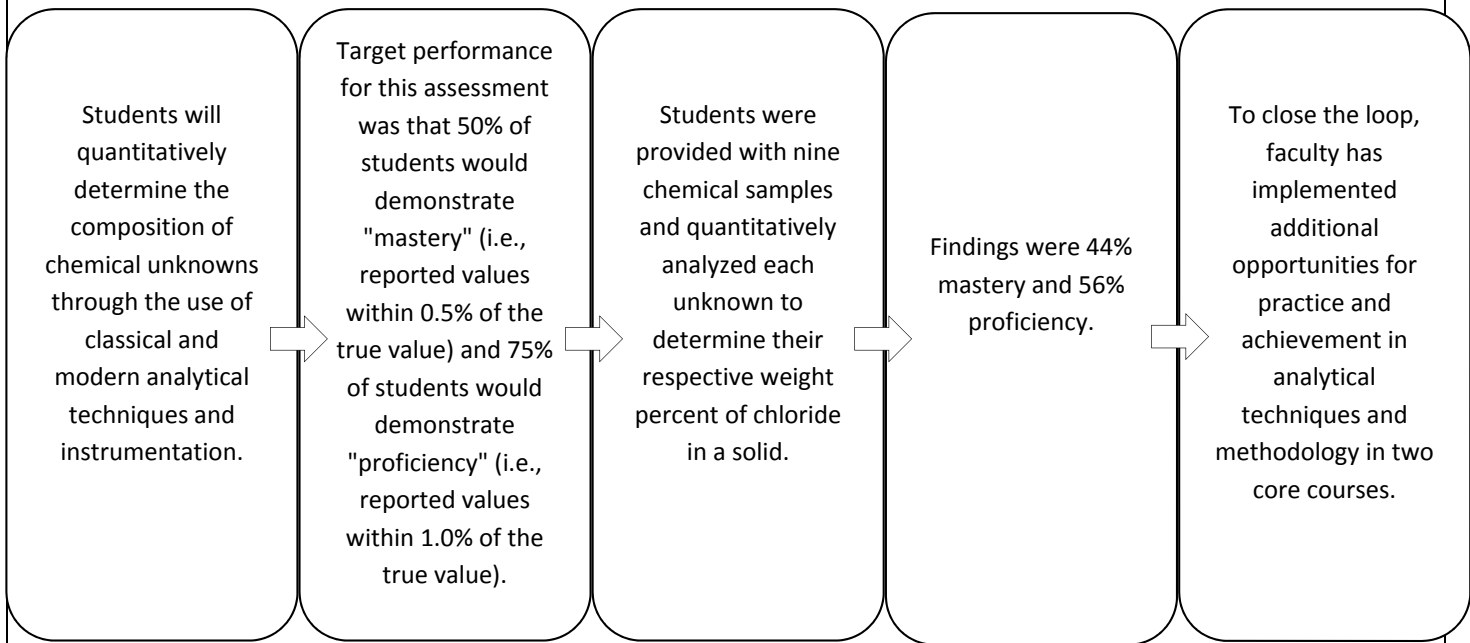 Students will
quantitatively
determine the
composition of
chemical unknowns
through the use of
classical and
modern analytical
techniques and
instrumentation.
Target performance
for this assessment
was that 50% of
students would
demonstrate
"mastery" (i.e.,
reported values
within 0.5% of the
true value) and 75%
of students would
demonstrate
"proficiency" (i.e.,
reported values
within 1.0% of the
true value).
Students were
provided with nine
chemical samples
and quantitatively
analyzed each
unknown to
determine their
respective weight
percent of chloride
in a solid.
Findings were 44%
mastery and 56%
proficiency.
To close the loop,
faculty has
implemented
additional
opportunities for
practice and
achievement in
analytical
techniques and
methodology in two
core courses.